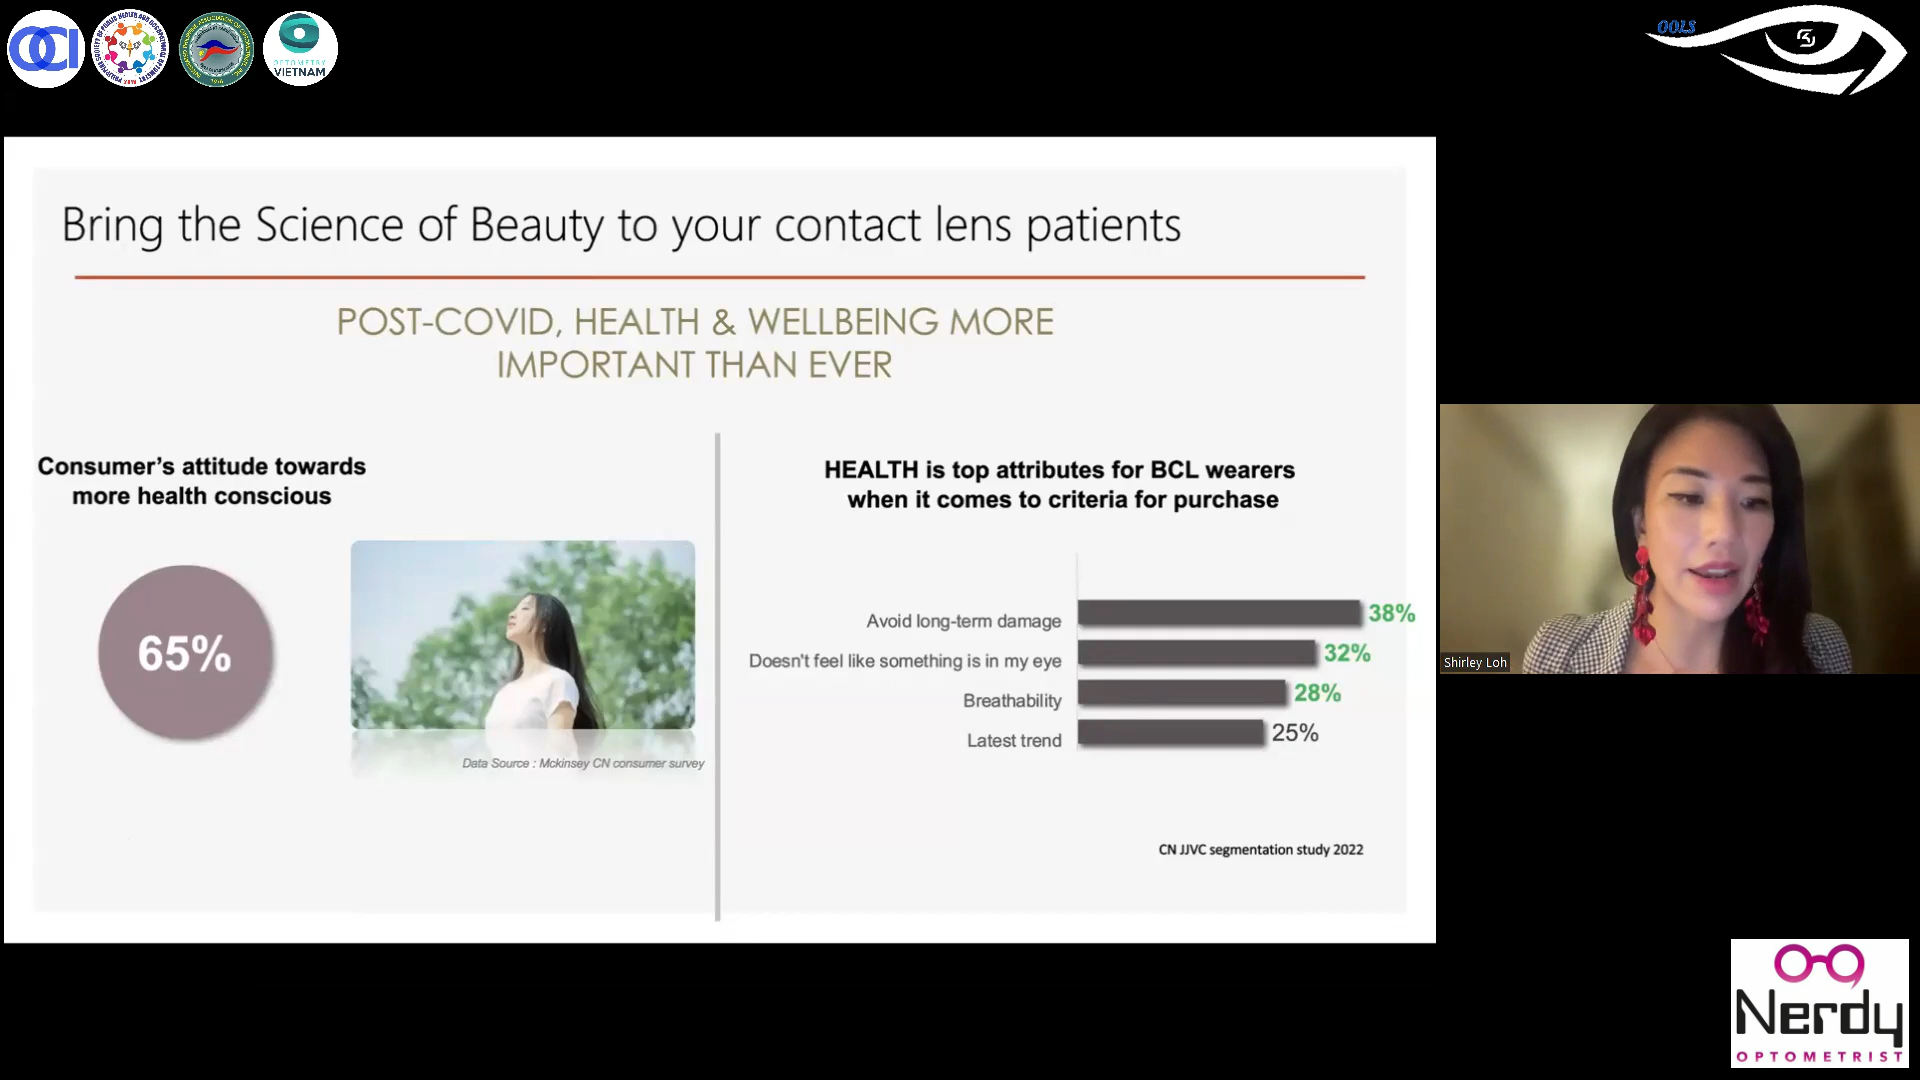 OCI
OPTOMETRY
VIETNAM
OOLS
Bring the Science of Beauty to your contact lens patients
POST-COVID, HEALTH & WELLBEING MORE
IMPORTANT THAN EVER
Consumer's attitude towards
more health conscious
65%
Data Source : Mckinsey CN consumer survey
HEALTH is top attributes for BCL wearers
when it comes to criteria for purchase
Avoid long-term damage 38%
Doesn't feel like something is in my eye 32%
Breathability 28%
Latest trend 25%
CN JJVC segmentation study 2022
Shirley Loh
Nerdy
OPTOMETRIST